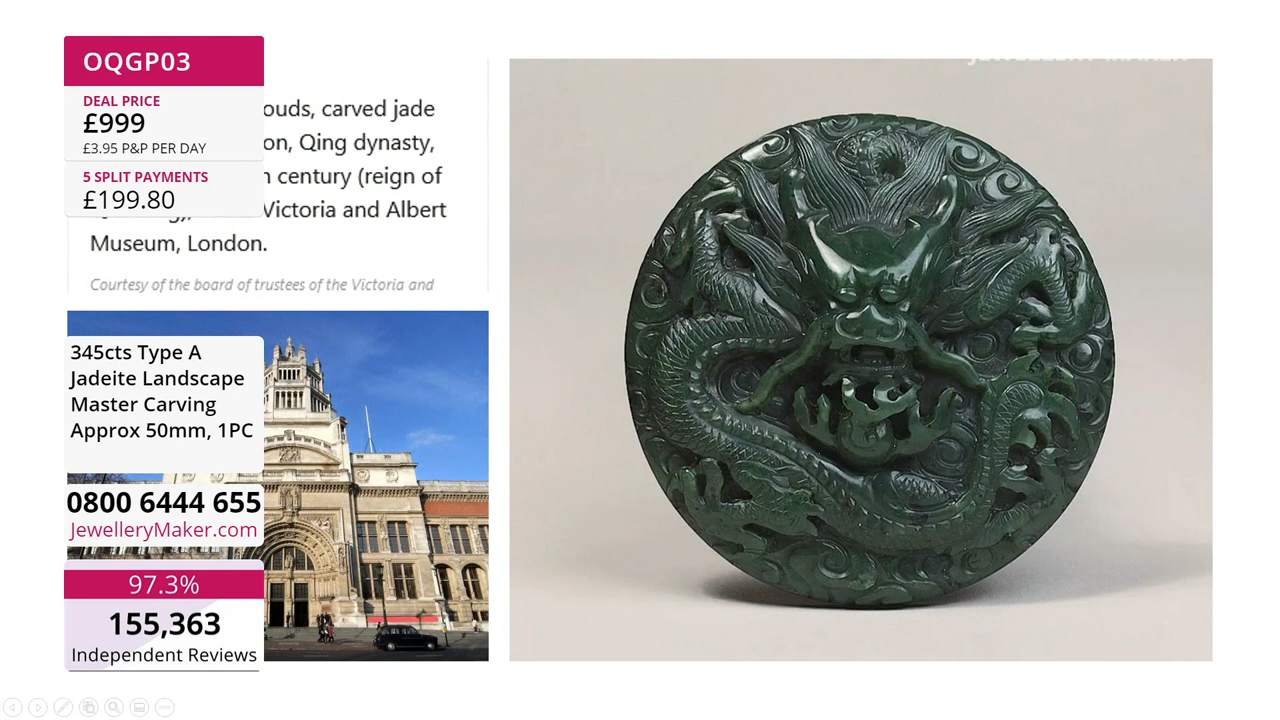 OQGP03
DEAL PRICE
£999
£3.95 P&P PER DAY
5 SPLIT PAYMENTS
£199.80
carved jade
Qing dynasty,
century (reign of
Victoria and Albert
Museum, London.
Courtesy of the board of trustees of the Victoria and
345cts Type A
Jadeite Landscape
Master Carving
Approx 50mm, 1PC
0800 6444 655
JewelleryMaker.com
97.3%
155,363
Independent Reviews